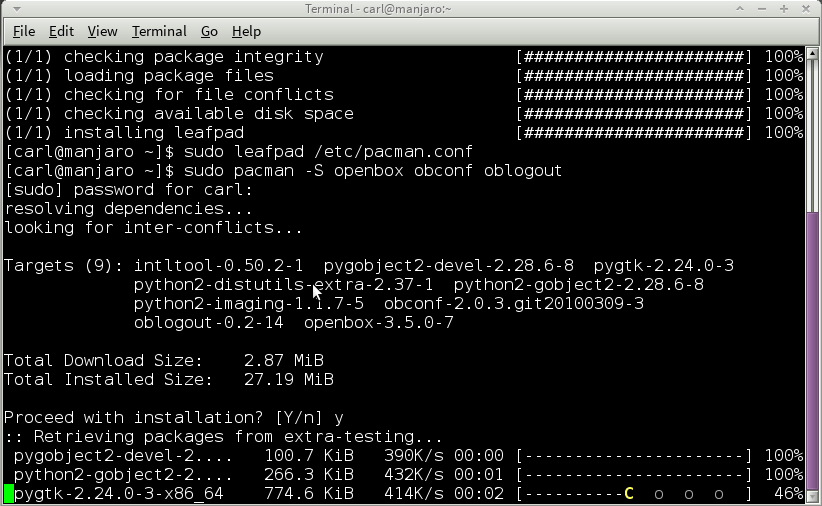 Terminal - carl@manjaro:~
File Edit View Terminal Go Help
(1/1) checking package integrity [######################] 100%
(1/1) loading package files [######################] 100%
(1/1) checking for file conflicts [######################] 100%
(1/1) checking available disk space [######################] 100%
(1/1) installing leafpad [######################] 100%
[carl@manjaro ~]$ sudo leafpad /etc/pacman.conf
[carl@manjaro ~]$ sudo pacman -S openbox obconf oblogout
[sudo] password for carl:
resolving dependencies...
looking for inter-conflicts...
Targets (9): intltool-0.50.2-1 pygobject2-devel-2.28.6-8 pygtk-2.24.0-3
python2-distutils-extra-2.37-1 python2-gobject2-2.28.6-8
python2-imaging-1.1.7-5 obconf-2.0.3.git20100309-3
oblogout-0.2-14 openbox-3.5.0-7
Total Download Size: 2.87 MiB
Total Installed Size: 27.19 MiB
Proceed with installation? [Y/n] y
:: Retrieving packages from extra-testing...
pygobject2-devel-2.... 100.7 KiB 390K/s 00:00 [----------------------] 100%
python2-gobject2-2.... 266.3 KiB 432K/s 00:01 [----------------------] 100%
pygtk-2.24.0-3-x86_64 774.6 KiB 414K/s 00:02 [----------C o o o ] 46%